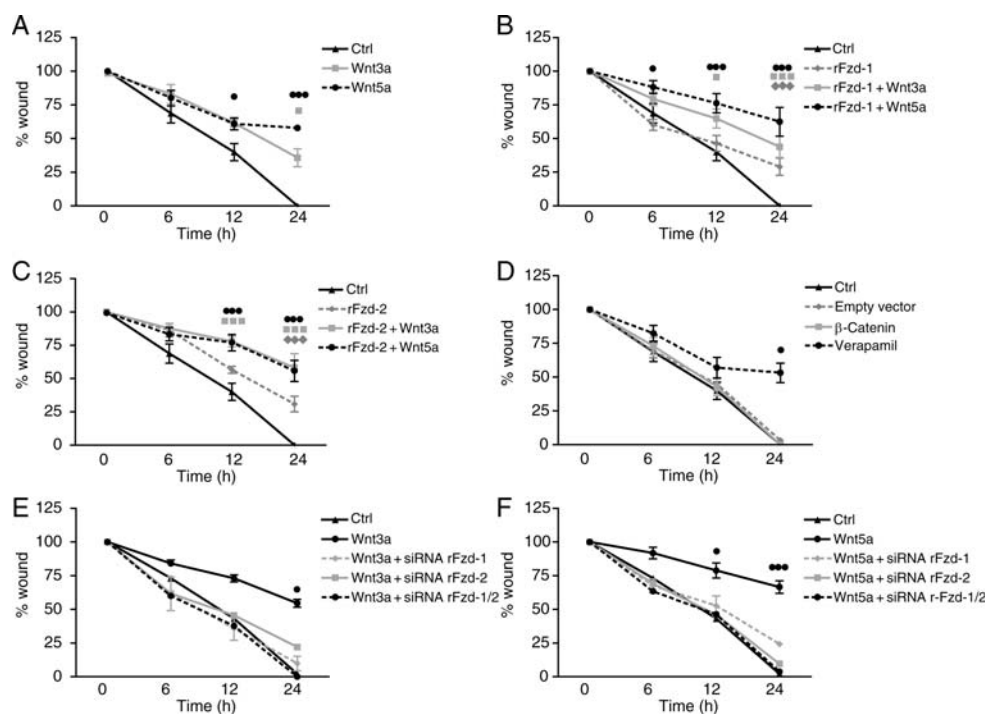 A
125
100
75
50
25
0
% wound
0 6 12 24
Time (h)
Ctrl
Wnt3a
Wnt5a
B
125
100
75
50
25
0
% wound
0 6 12 24
Time (h)
Ctrl
rFzd-1
rFzd-1 + Wnt3a
rFzd-1 + Wnt5a
C
125
100
75
50
25
0
% wound
0 6 12 24
Time (h)
Ctrl
rFzd-2
rFzd-2 + Wnt3a
rFzd-2 + Wnt5a
D
125
100
75
50
25
0
% wound
0 6 12 24
Time (h)
Ctrl
Empty vector
β-Catenin
Verapamil
E
125
100
75
50
25
0
% wound
0 6 12 24
Time (h)
Ctrl
Wnt3a
Wnt3a + siRNA rFzd-1
Wnt3a + siRNA rFzd-2
Wnt3a + siRNA rFzd-1/2
F
125
100
75
50
25
0
% wound
0 6 12 24
Time (h)
Ctrl
Wnt5a
Wnt5a + siRNA rFzd-1
Wnt5a + siRNA rFzd-2
Wnt5a + siRNA r-Fzd-1/2